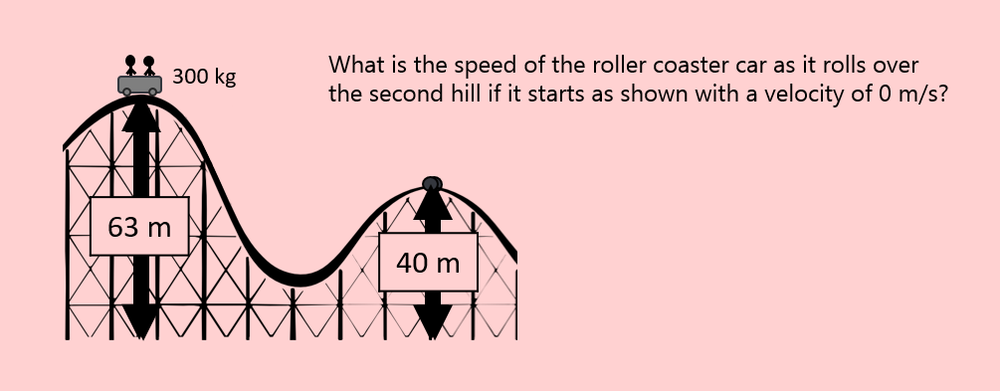 300 kg
What is the speed of the roller coaster car as it rolls over
the second hill if it starts as shown with a velocity of 0 m/s?
63 m
40 m